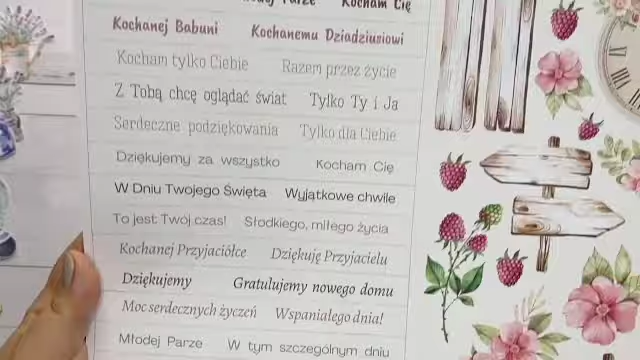 Młodej Parze Kocham Cię
Kochanej Babuni Kochanemu Dziadziusiowi
Kocham tylko Ciebie Razem przez życie
Z Tobą chcę oglądać świat Tylko Ty i Ja
Serdeczne podziękowania Tylko dla Ciebie
Dziękujemy za wszystko Kocham Cię
W Dniu Twojego Święta Wyjątkowe chwile
To jest Twój czas! Słodkiego, miłego życia
Kochanej Przyjaciółce Dziękuję Przyjacielu
Dziękujemy Gratulujemy nowego domu
Moc serdecznych życzeń Wspaniałego dnia!
Młodej Parze W tym szczególnym dniu